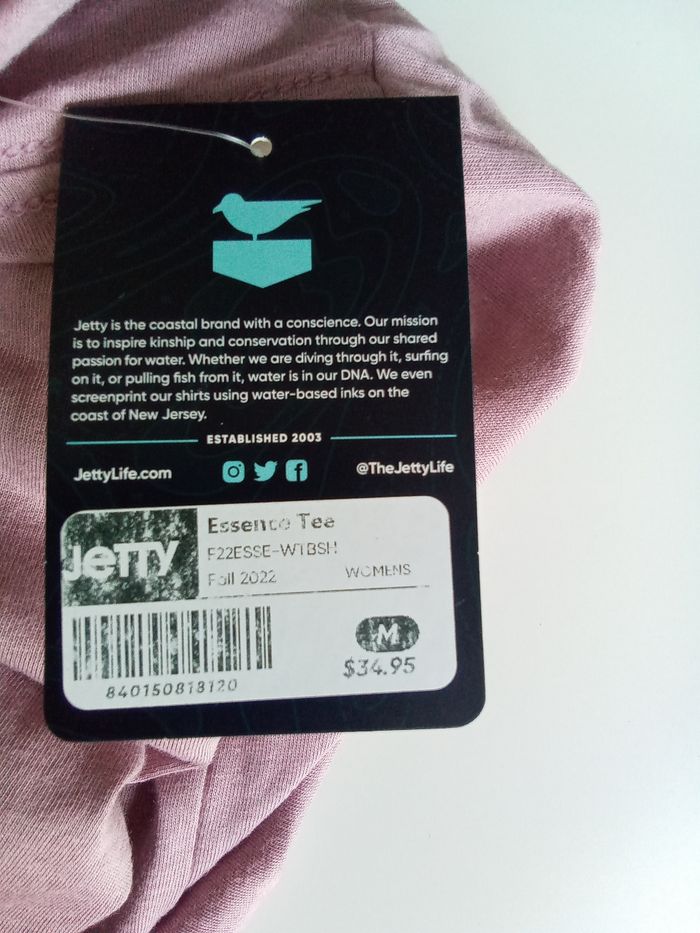 Jetty is the coastal brand with a conscience. Our mission
is to inspire kinship and conservation through our shared
passion for water. Whether we are diving through it, surfing
on it, or pulling fish from it, water is in our DNA. We even
screenprint our shirts using water-based inks on the
coast of New Jersey.
ESTABLISHED 2003
JettyLife.com @TheJettyLife
JeTTY
Essence Tee
F22ESSE-WTBSH
Fall 2022 WOMENS
M
$34.95
840150818120